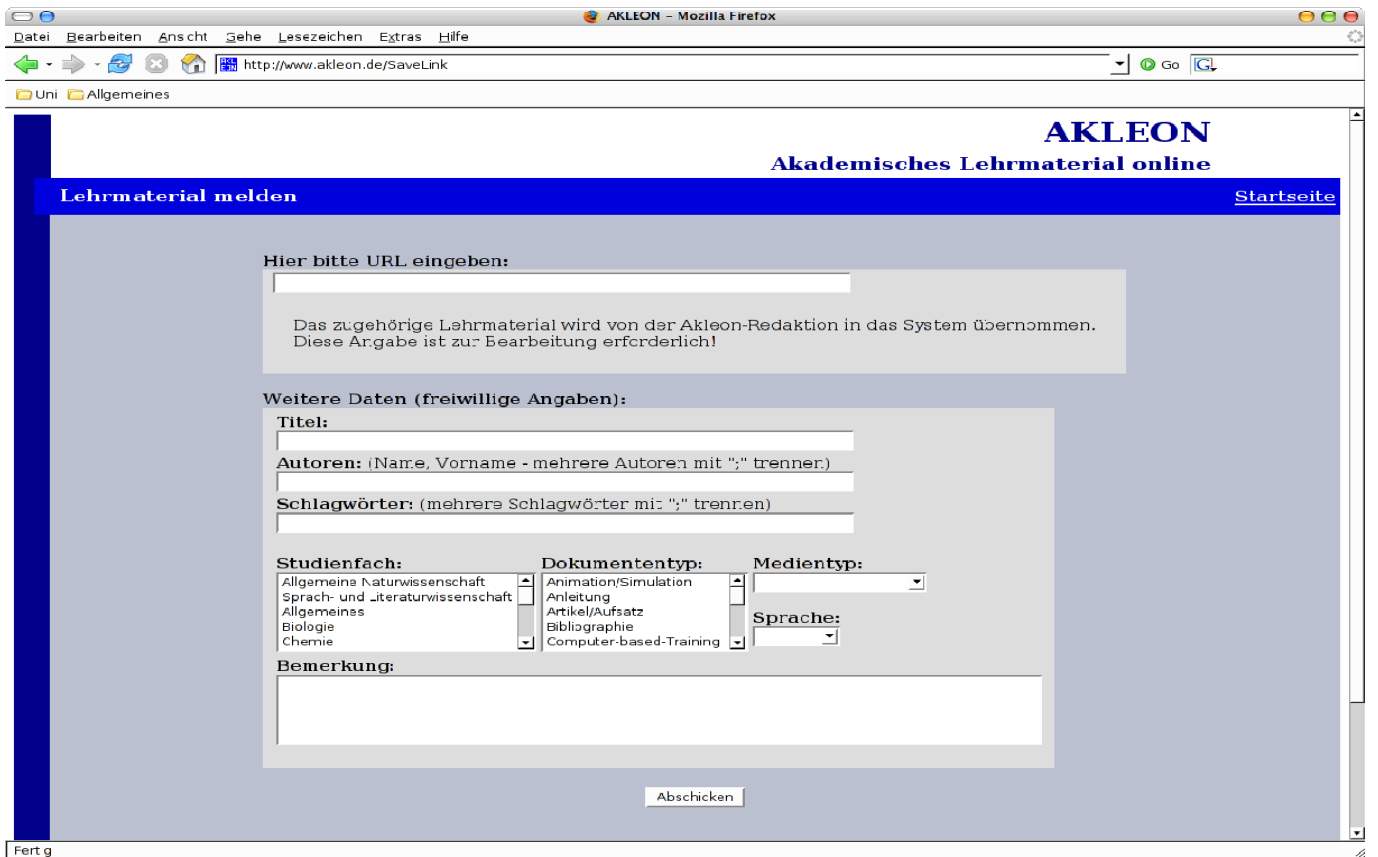 AKLEON - Mozilla Firefox
Datei Bearbeiten Ansicht Gehe Lesezeichen Extras Hilfe
http://www.akleon.de/SaveLink Go
Uni Allgemeines
AKLEON
Akademisches Lehrmaterial online
Lehrmaterial melden Startseite
Hier bitte URL eingeben:
Das zugehörige Lehrmaterial wird von der Akleon-Redaktion in das System übernommen.
Diese Angabe ist zur Bearbeitung erforderlich!
Weitere Daten (freiwillige Angaben):
Titel:
Autoren: (Name, Vorname - mehrere Autoren mit ";" trennen)
Schlagwörter: (mehrere Schlagwörter mit ";" trennen)
Studienfach: Dokumententyp: Medientyp:
Allgemeine Naturwissenschaft Animation/Simulation
Sprach- und Literaturwissenschaft Anleitung
Allgemeines Artikel/Aufsatz
Sprache:
Biologie Bibliographie
Chemie Computer-based-Training
Bemerkung:
Abschicken
Fertig